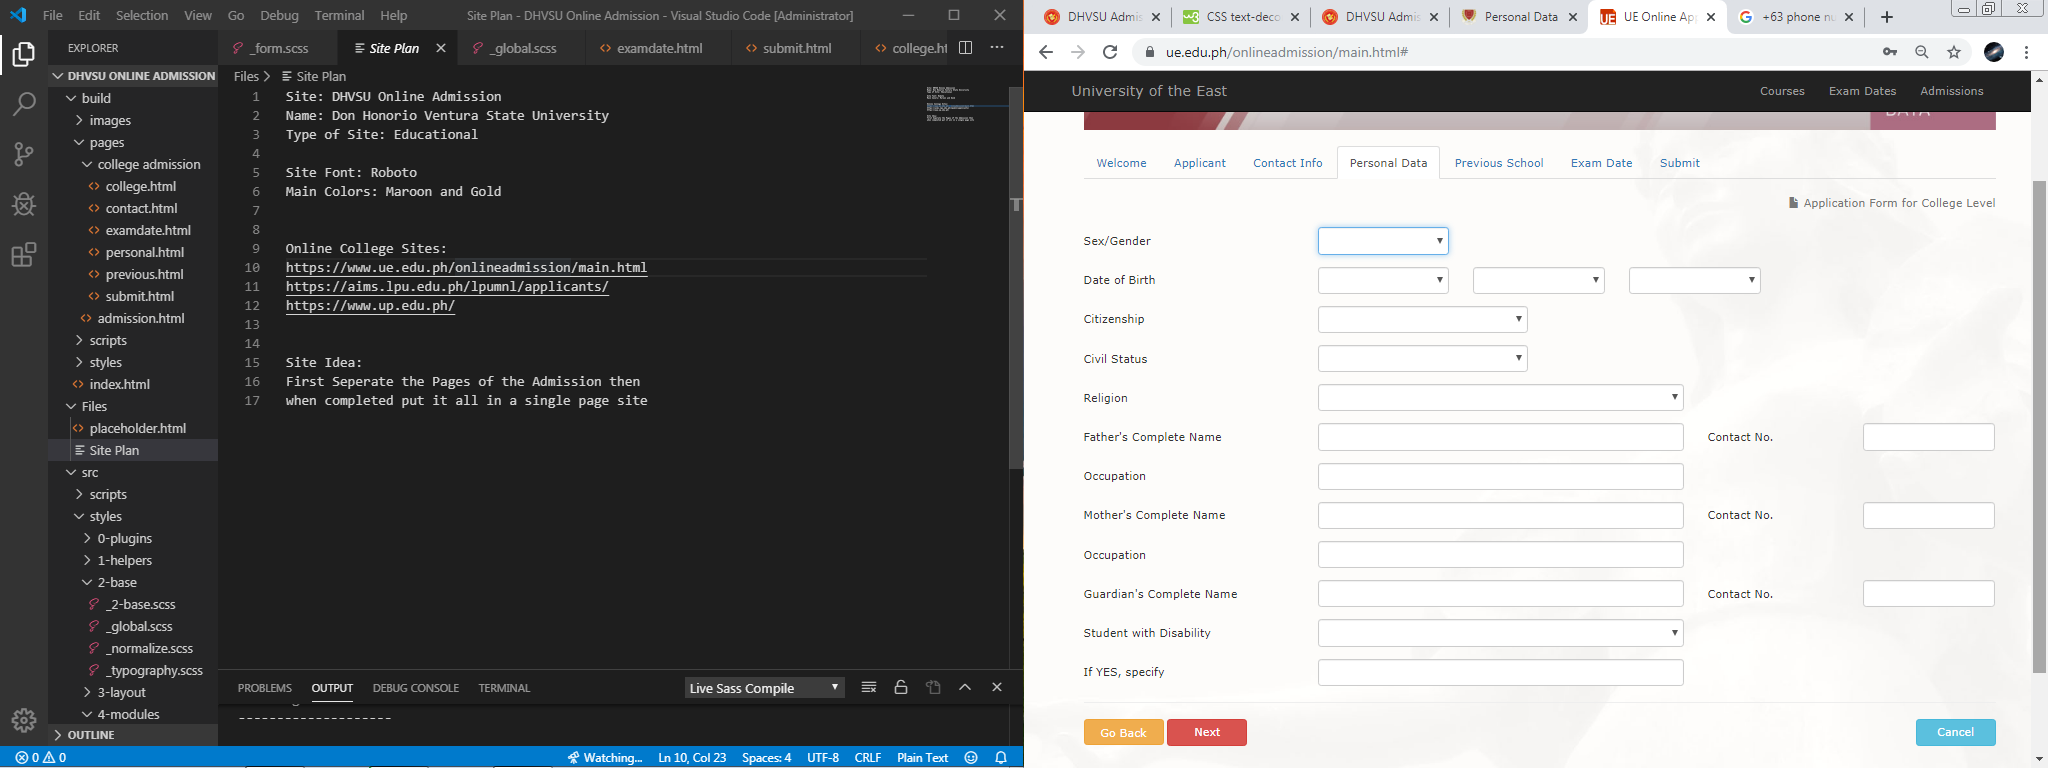 File Edit Selection View Go Debug Terminal Help
Site Plan - DHVSU Online Admission - Visual Studio Code [Administrator]
EXPLORER
DHVSU ONLINE ADMISSION
build
images
pages
college admission
college.html
contact.html
examdate.html
personal.html
previous.html
submit.html
admission.html
scripts
styles
index.html
Files
placeholder.html
Site Plan
src
scripts
styles
0-plugins
1-helpers
2-base
_2-base.scss
_global.scss
_normalize.scss
_typography.scss
3-layout
4-modules
OUTLINE
_form.scss Site Plan _global.scss examdate.html submit.html college.ht
Files > Site Plan
1 Site: DHVSU Online Admission
2 Name: Don Honorio Ventura State University
3 Type of Site: Educational
4
5 Site Font: Roboto
6 Main Colors: Maroon and Gold
7
8
9 Online College Sites:
10 https://www.ue.edu.ph/onlineadmission/main.html
11 https://aims.lpu.edu.ph/lpumnl/applicants/
12 https://www.up.edu.ph/
13
14
15 Site Idea:
16 First Seperate the Pages of the Admission then
17 when completed put it all in a single page site
PROBLEMS OUTPUT DEBUG CONSOLE TERMINAL Live Sass Compile
--------------------
0 0 Watching... Ln 10, Col 23 Spaces: 4 UTF-8 CRLF Plain Text
DHVSU Admis CSS text-deco DHVSU Admis Personal Data UE Online App +63 phone nu
ue.edu.ph/onlineadmission/main.html#
University of the East Courses Exam Dates Admissions
DATA
Welcome Applicant Contact Info Personal Data Previous School Exam Date Submit
Application Form for College Level
Sex/Gender
Date of Birth
Citizenship
Civil Status
Religion
Father's Complete Name Contact No.
Occupation
Mother's Complete Name Contact No.
Occupation
Guardian's Complete Name Contact No.
Student with Disability
If YES, specify
Go Back Next Cancel